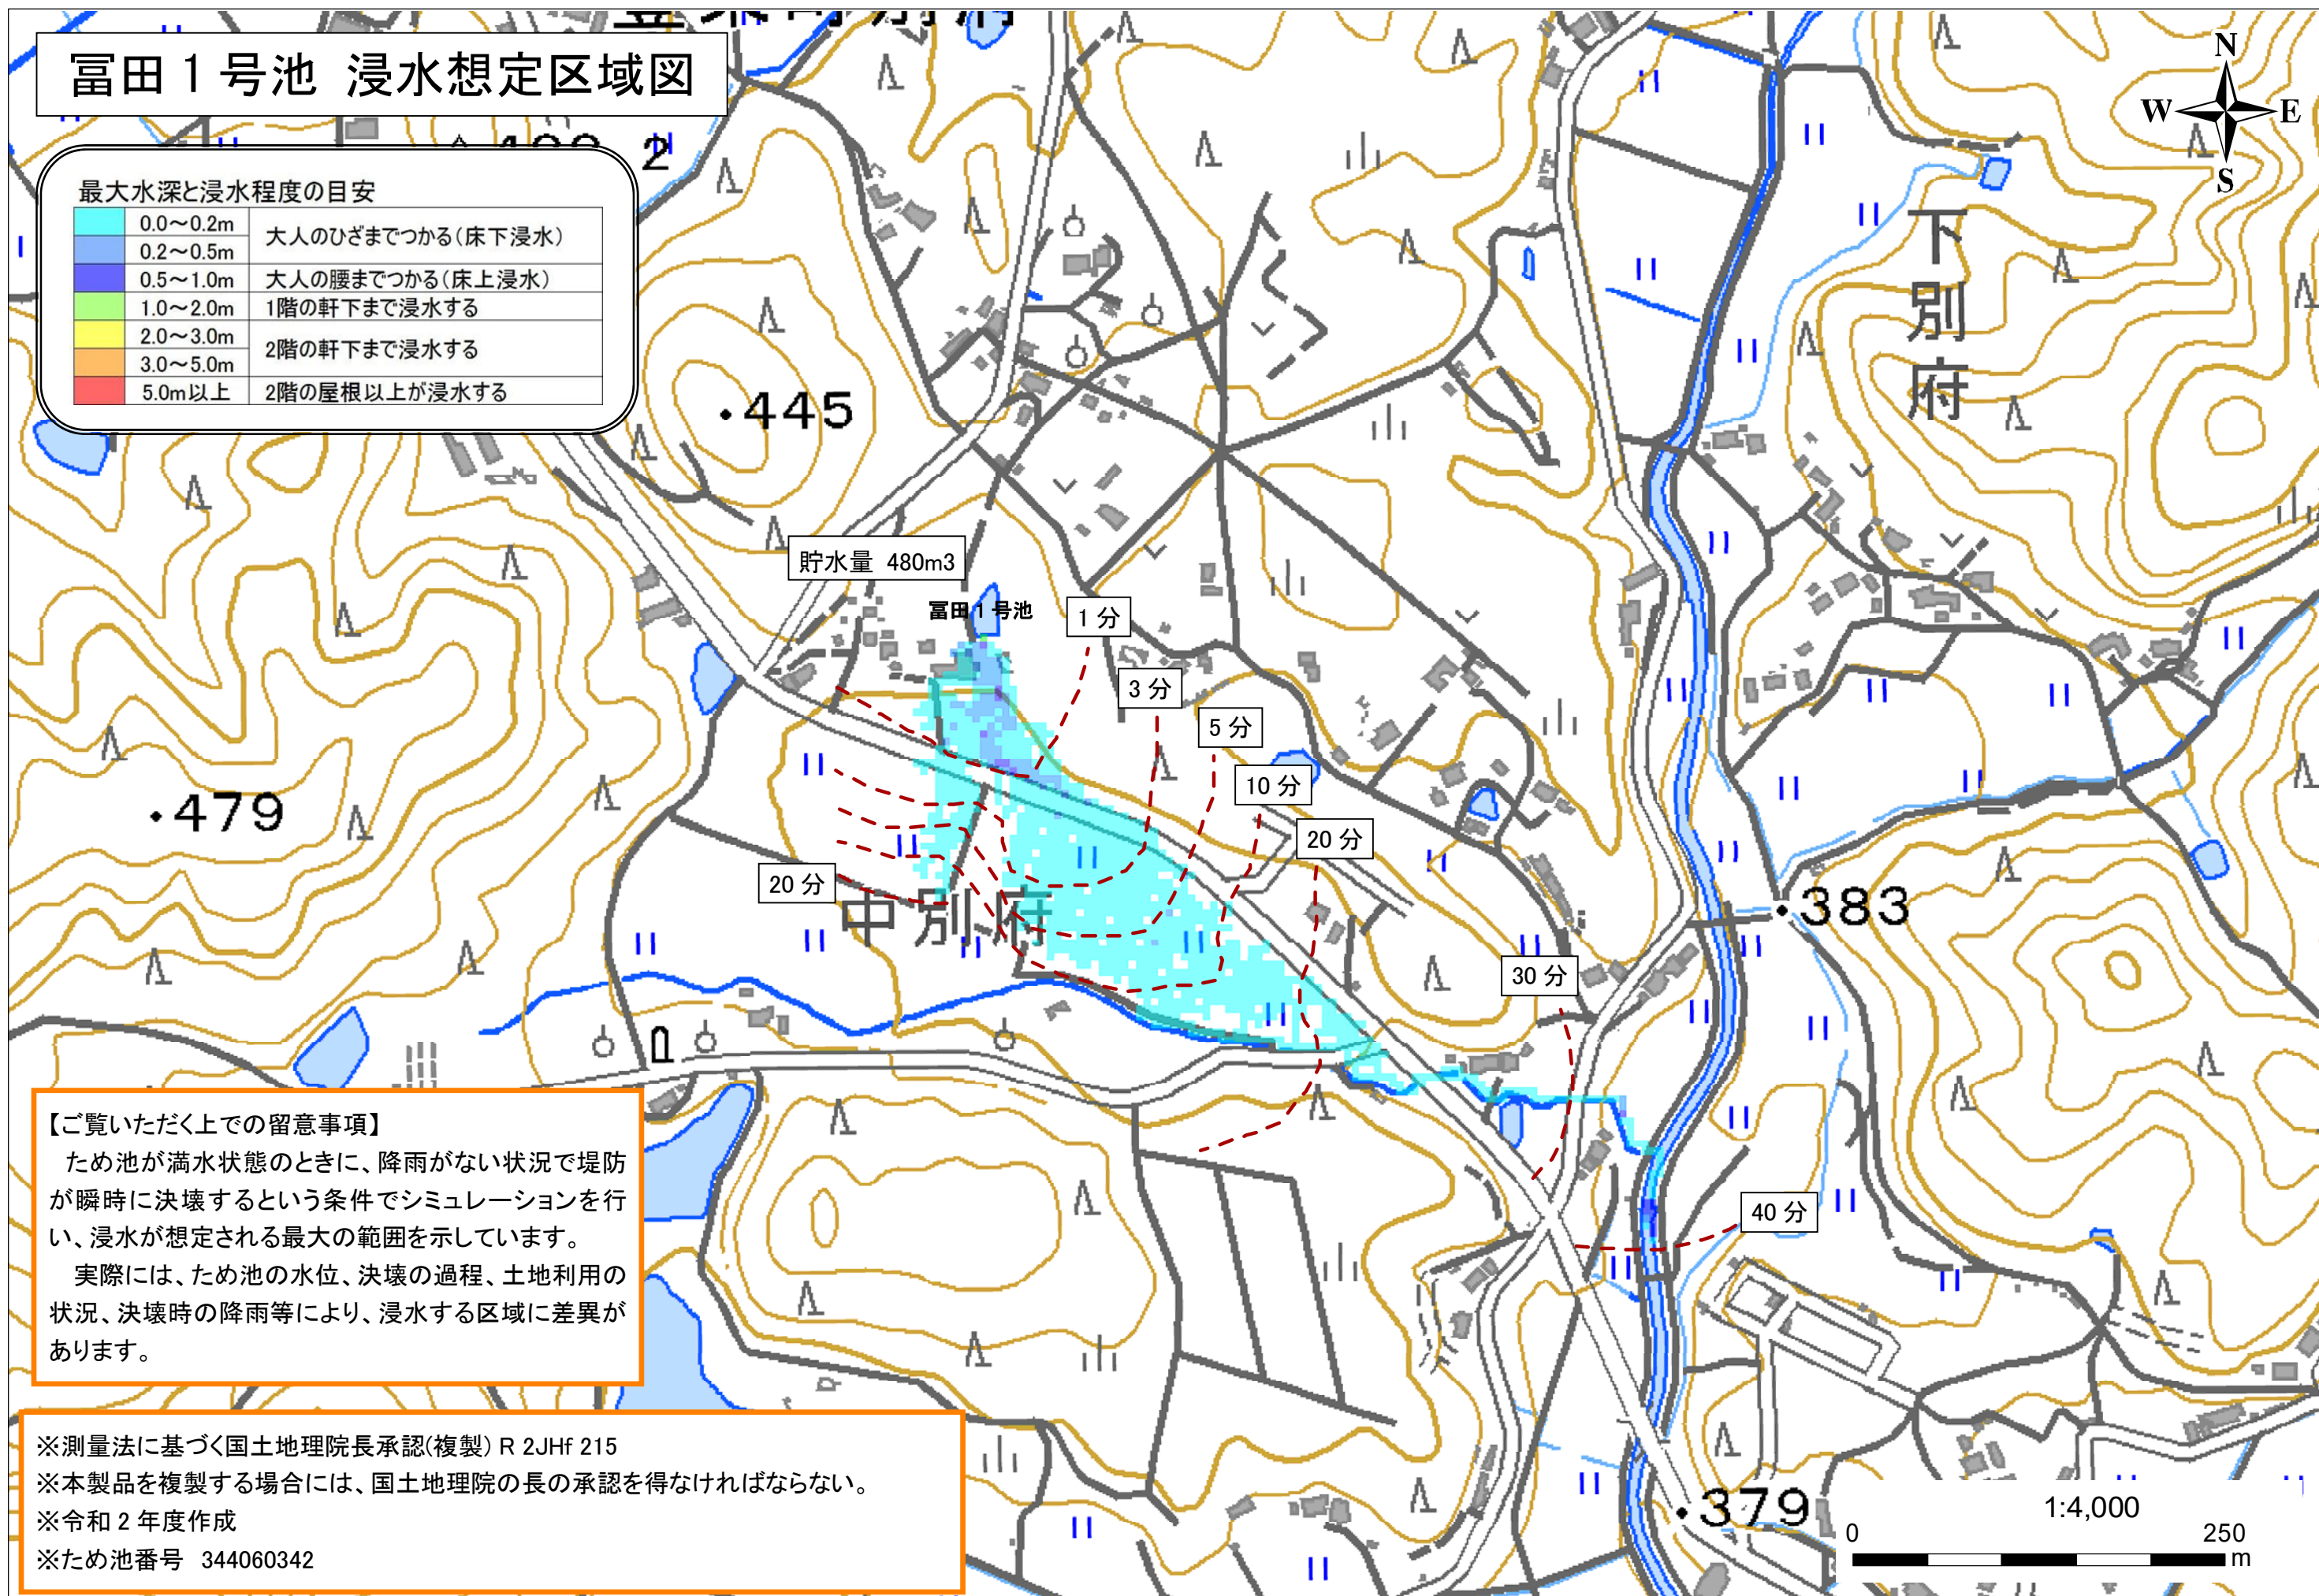 冨田1号池 浸水想定区域図
N
W E
S
2
最大水深と浸水程度の目安
0.0～0.2m 大人のひざまでつかる(床下浸水)
0.2～0.5m
0.5～1.0m 大人の腰までつかる(床上浸水)
1.0～2.0m 1階の軒下まで浸水する
2.0～3.0m 2階の軒下まで浸水する
3.0～5.0m
5.0m以上 2階の屋根以上が浸水する
下別府
・445
貯水量 480m3
冨田1号池
1分
3分
5分
10分
20分
・479
20分
中別府
・383
30分
40分
【ご覧いただく上での留意事項】
ため池が満水状態のときに、降雨がない状況で堤防
が瞬時に決壊するという条件でシミュレーションを行
い、浸水が想定される最大の範囲を示しています。
実際には、ため池の水位、決壊の過程、土地利用の
状況、決壊時の降雨等により、浸水する区域に差異が
あります。
※測量法に基づく国土地理院長承認(複製) R 2JHf 215
※本製品を複製する場合には、国土地理院の長の承認を得なければならない。
※令和2年度作成
※ため池番号 344060342
・379
1:4,000
0 250
m